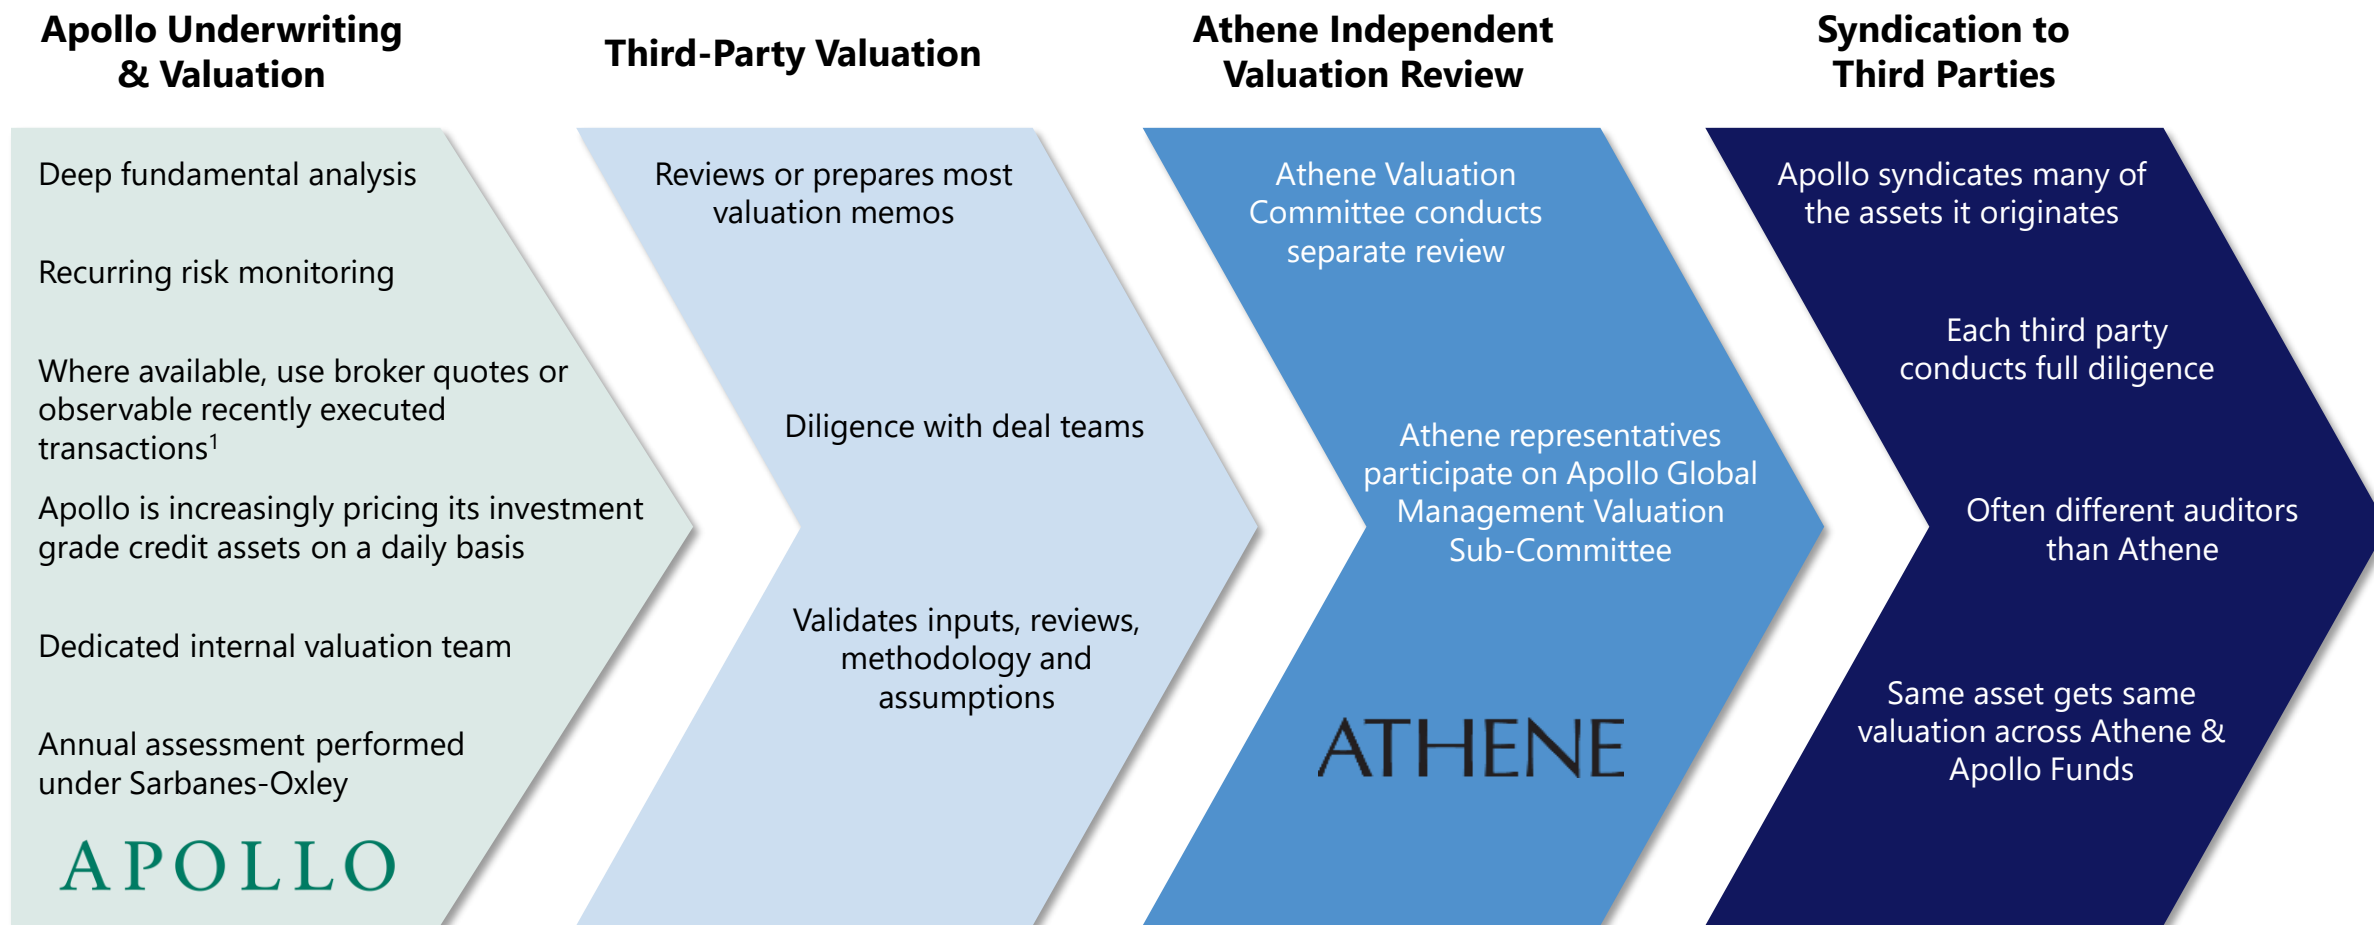 Apollo Underwriting
& Valuation
Deep fundamental analysis
Recurring risk monitoring
Where available, use broker quotes or
observable recently executed
transactions1
Apollo is increasingly pricing its investment
grade credit assets on a daily basis
Dedicated internal valuation team
Annual assessment performed
under Sarbanes-Oxley
APOLLO
Third-Party Valuation
Reviews or prepares most
valuation memos
Diligence with deal teams
Validates inputs, reviews,
methodology and
assumptions
Athene Independent
Valuation Review
Athene Valuation
Committee conducts
separate review
Athene representatives
participate on Apollo Global
Management Valuation
Sub-Committee
ATHENE
Syndication to
Third Parties
Apollo syndicates many of
the assets it originates
Each third party
conducts full diligence
Often different auditors
than Athene
Same asset gets same
valuation across Athene &
Apollo Funds